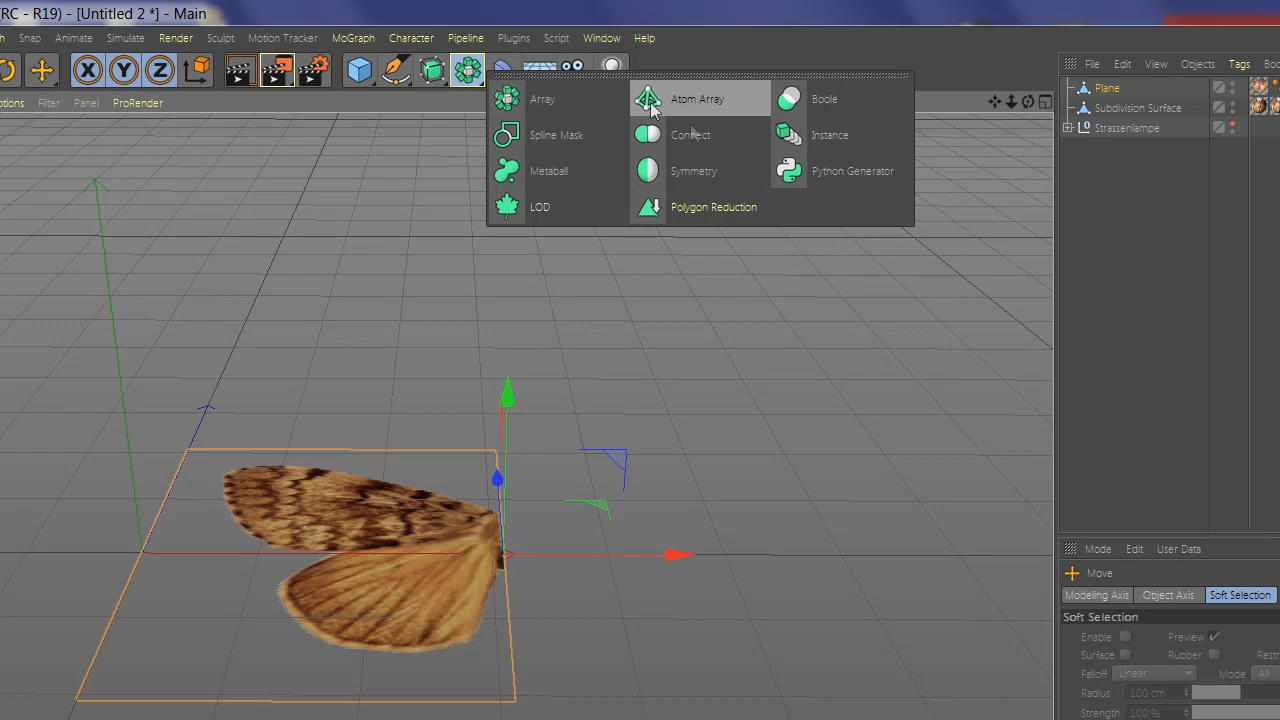 RC - R19) - [Untitled 2 *] - Main
Snap Animate Simulate Render Sculpt Motion Tracker MoGraph Character Pipeline Plugins Script Window Help
X Y Z
File Edit View Objects Tags
ptions Filter Panel ProRender
Array Atom Array Boole
Spline Mask Connect Instance
Metaball Symmetry Python Generator
LOD Polygon Reduction
Plane
Subdivision Surface
Strassenlampe
Mode Edit User Data
Move
Modeling Axis Object Axis Soft Selection
Soft Selection
Enable Preview
Surface Rubber Restr
Falloff Linear Mode All
Radius 100 cm
Strength 100 %